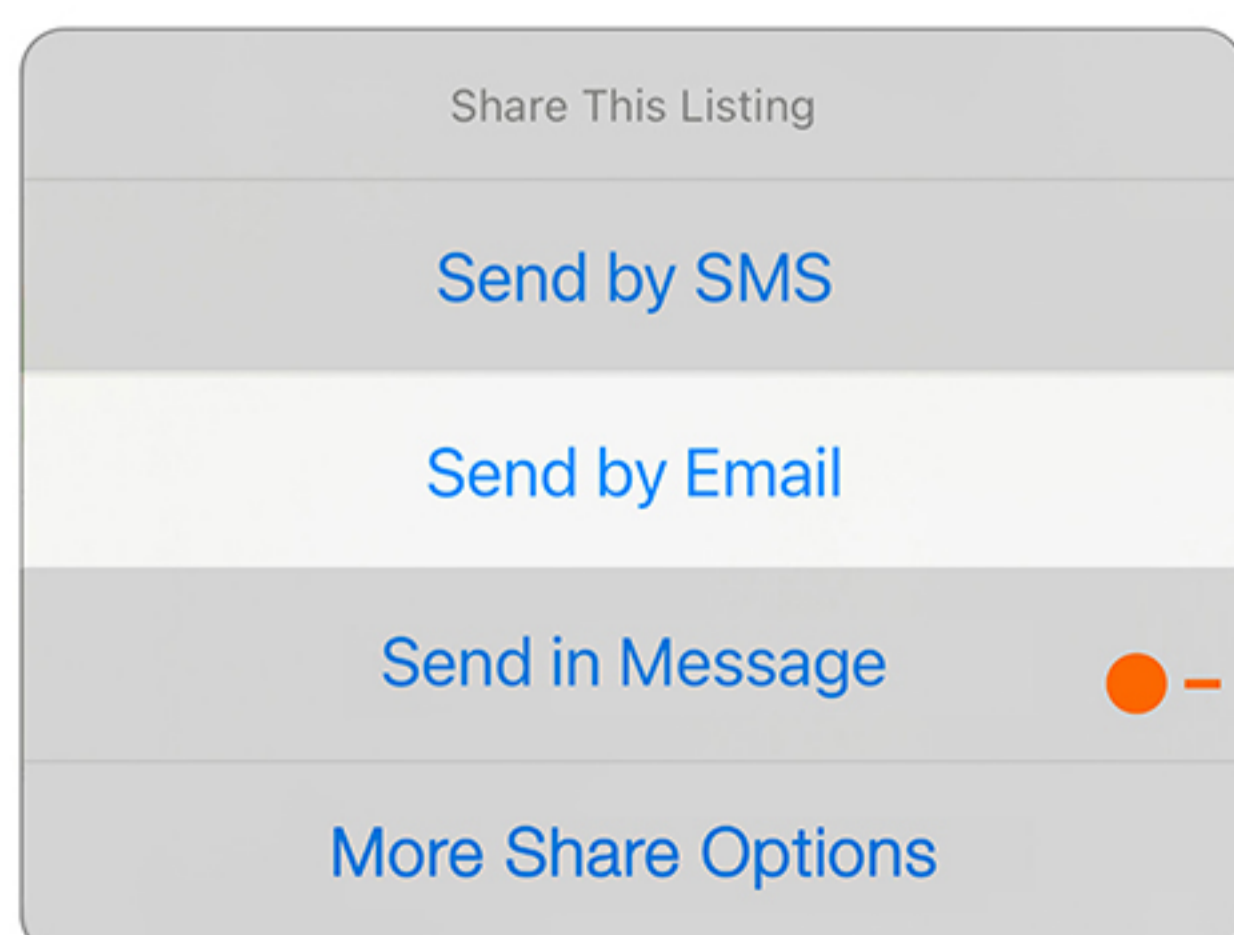 Share This Listing
Send by SMS
Send by Email
Send in Message
More Share Options